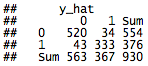 ##      y_hat
##         0   1 Sum
##   0   520  34 554
##   1    43 333 376
##   Sum 563 367 930